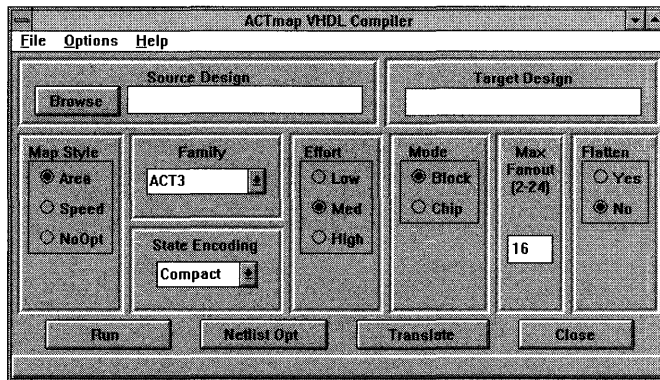 ACTmap VHDL Compiler
File Options Help
Source Design
Target Design
Browse
Map Style
Area
Speed
NoOpt
Family
ACT3
State Encoding
Compact
Effort
Low
Med
High
Mode
Block
Chip
Max
Fanout
(2-24)
16
Flatten
Yes
No
Run Netlist Opt Translate Close